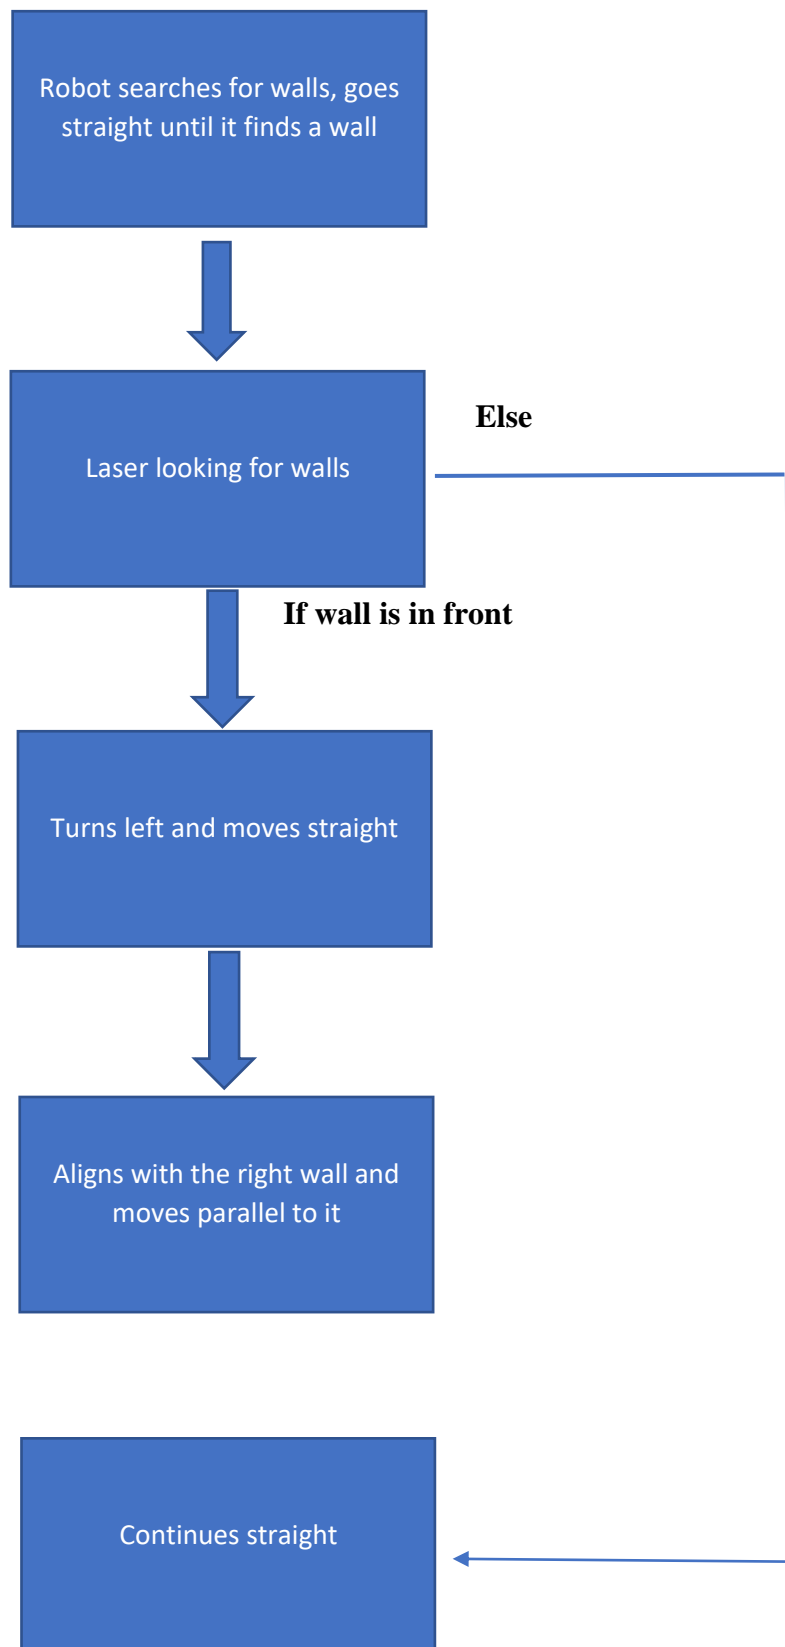 Robot searches for walls, goes
straight until it finds a wall
Else
Laser looking for walls
If wall is in front
Turns left and moves straight
Aligns with the right wall and
moves parallel to it
Continues straight